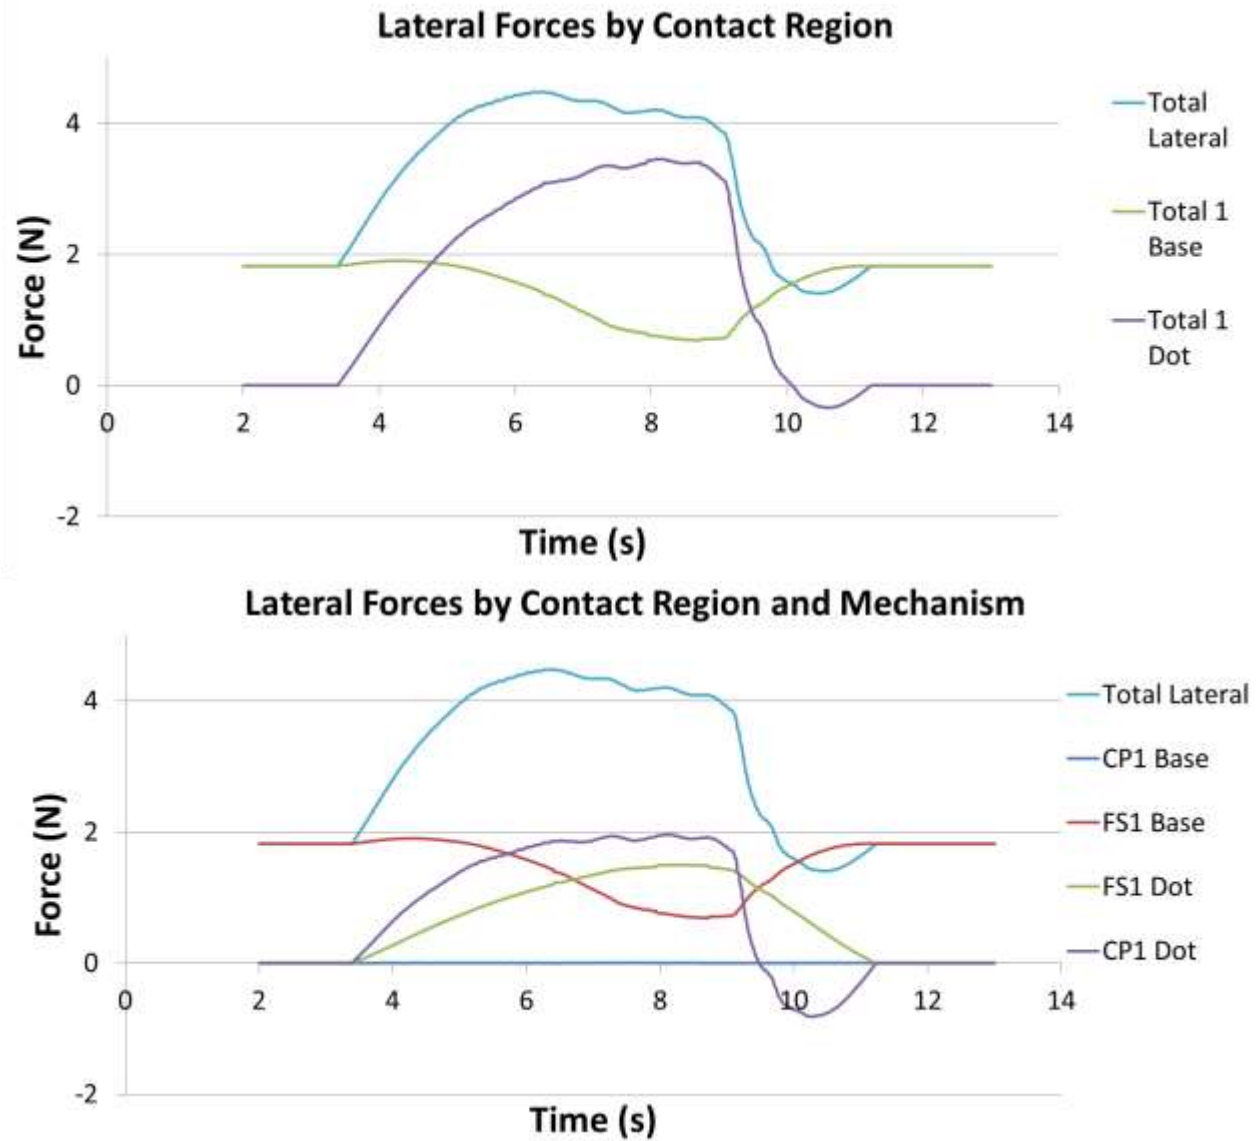 Lateral Forces by Contact Region
4
2
0
-2
0 2 4 6 8 10 12 14
Force (N)
Time (s)
Total
Lateral
Total 1
Base
Total 1
Dot
Lateral Forces by Contact Region and Mechanism
4
2
0
-2
0 2 4 6 8 10 12 14
Force (N)
Time (s)
Total Lateral
CP1 Base
FS1 Base
FS1 Dot
CP1 Dot